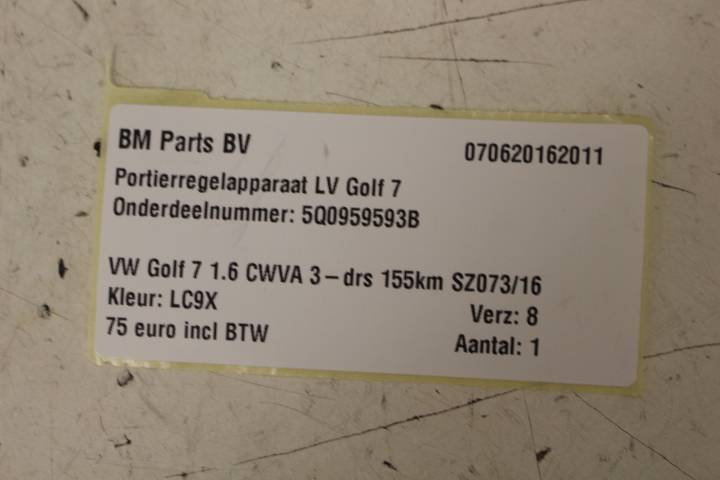 BM Parts BV 070620162011
Portierregelapparaat LV Golf 7
Onderdeelnummer: 5Q0959593B
VW Golf 7 1.6 CWVA 3-drs 155km SZ073/16
Kleur: LC9X Verz: 8
75 euro incl BTW Aantal: 1